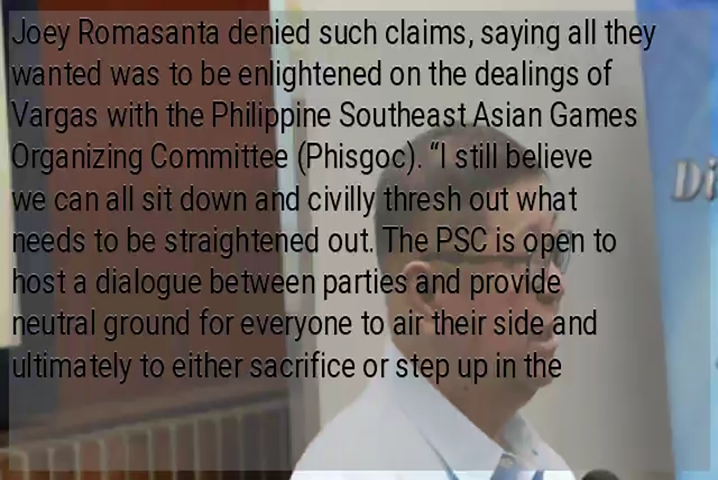 Joey Romasanta denied such claims, saying all they
wanted was to be enlightened on the dealings of
Vargas with the Philippine Southeast Asian Games
Organizing Committee (Phisgoc). “I still believe
we can all sit down and civilly thresh out what
needs to be straightened out. The PSC is open to
host a dialogue between parties and provide
neutral ground for everyone to air their side and
ultimately to either sacrifice or step up in the
Di